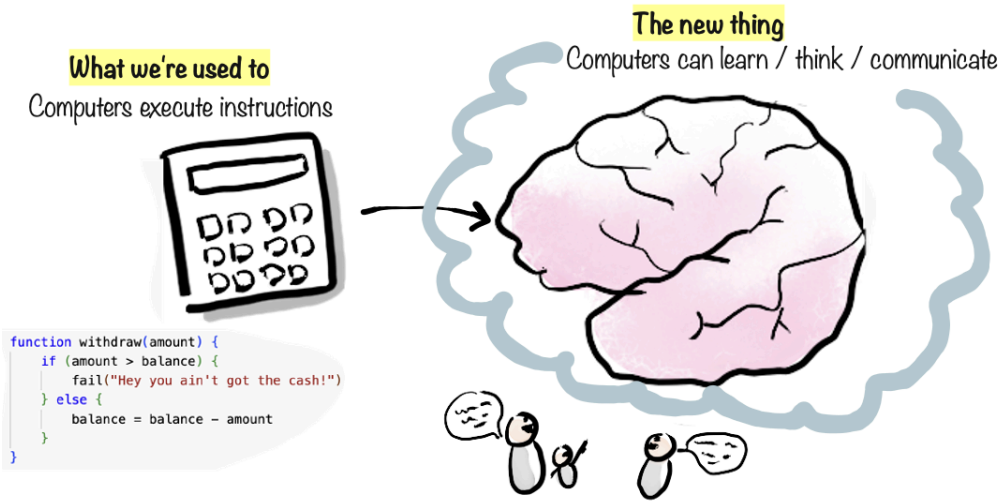 What we're used to
Computers execute instructions
function withdraw(amount) {
    if (amount > balance) {
        fail("Hey you ain't got the cash!")
    } else {
        balance = balance - amount
    }
}
The new thing
Computers can learn / think / communicate